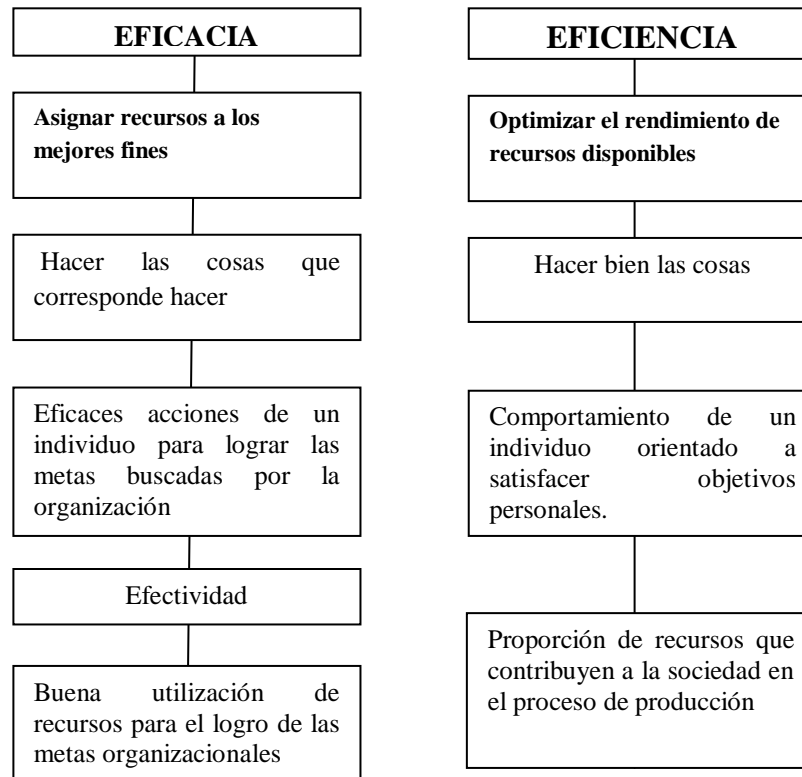 EFICACIA
Asignar recursos a los
mejores fines
Hacer las cosas que
corresponde hacer
Eficaces acciones de un
individuo para lograr las
metas buscadas por la
organización
Efectividad
Buena utilización de
recursos para el logro de las
metas organizacionales
EFICIENCIA
Optimizar el rendimiento de
recursos disponibles
Hacer bien las cosas
Comportamiento de un
individuo orientado a
satisfacer objetivos
personales.
Proporción de recursos que
contribuyen a la sociedad en
el proceso de producción